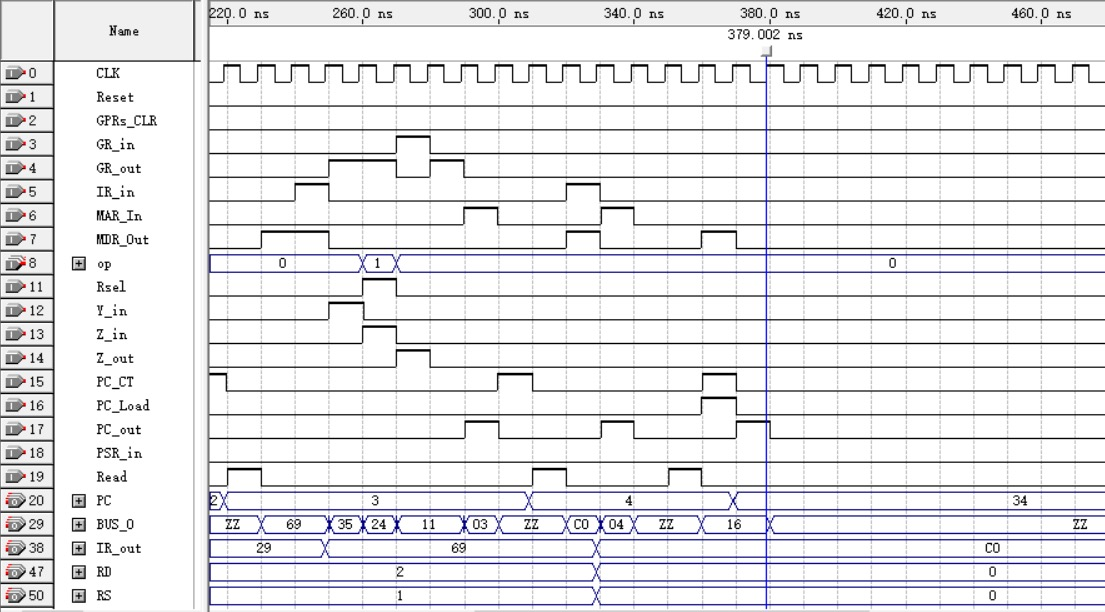 220.0 ns 260.0 ns 300.0 ns 340.0 ns 380.0 ns 420.0 ns 460.0 ns
Name
379.002 ns
0 CLK
1 Reset
2 GPRs_CLR
3 GR_in
4 GR_out
5 IR_in
6 MAR_In
7 MDR_Out
8 op 0 1 0
11 Rsel
12 Y_in
13 Z_in
14 Z_out
15 PC_CT
16 PC_Load
17 PC_out
18 PSR_in
19 Read
20 PC 2 3 4 34
29 BUS_O ZZ 69 35 24 11 03 ZZ C0 04 ZZ 16 ZZ
38 IR_out 29 69 C0
47 RD 2 0
50 RS 1 0